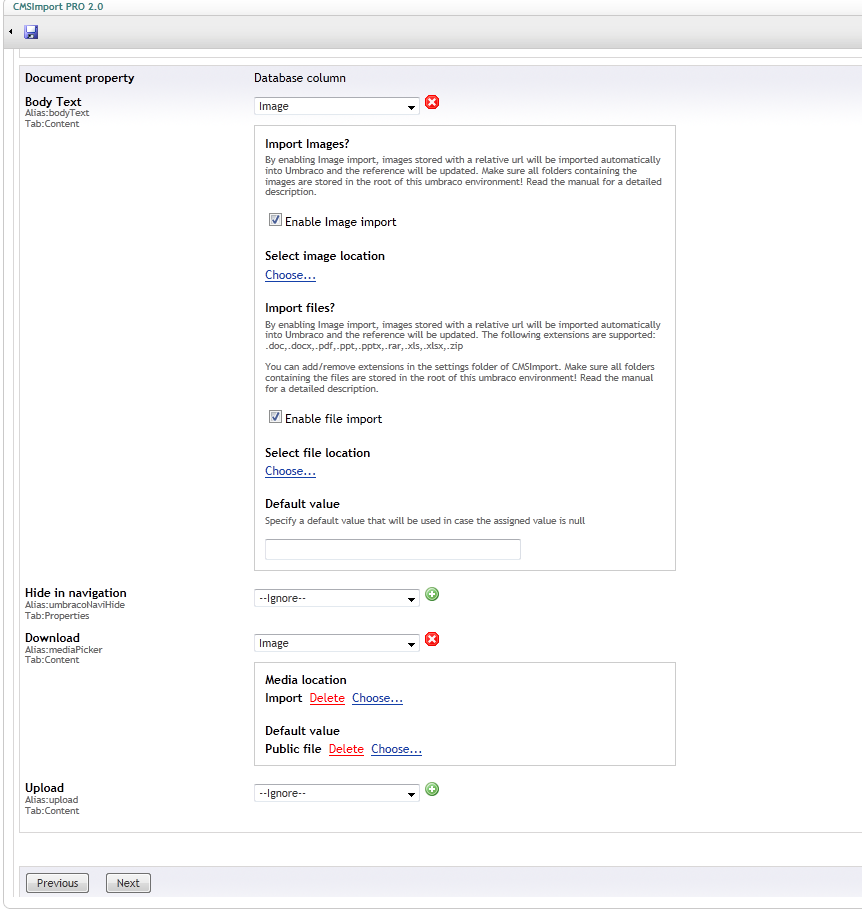 CMSImport PRO 2.0
Document property Database column
Body Text
Alias:bodyText
Tab:Content
Image
Import Images?
By enabling Image import, images stored with a relative url will be imported automatically
into Umbraco and the reference will be updated. Make sure all folders containing the
images are stored in the root of this umbraco environment! Read the manual for a detailed
description.
Enable Image import
Select image location
Choose...
Import files?
By enabling Image import, images stored with a relative url will be imported automatically
into Umbraco and the reference will be updated. The following extensions are supported:
.doc,.docx,.pdf,.ppt,.pptx,.rar,.xls,.xlsx,.zip
You can add/remove extensions in the settings folder of CMSImport. Make sure all folders
containing the files are stored in the root of this umbraco environment! Read the manual
for a detailed description.
Enable file import
Select file location
Choose...
Default value
Specify a default value that will be used in case the assigned value is null
Hide in navigation
Alias:umbracoNaviHide
Tab:Properties
--Ignore--
Download
Alias:mediaPicker
Tab:Content
Image
Media location
Import Delete Choose...
Default value
Public file Delete Choose...
Upload
Alias:upload
Tab:Content
--Ignore--
Previous Next